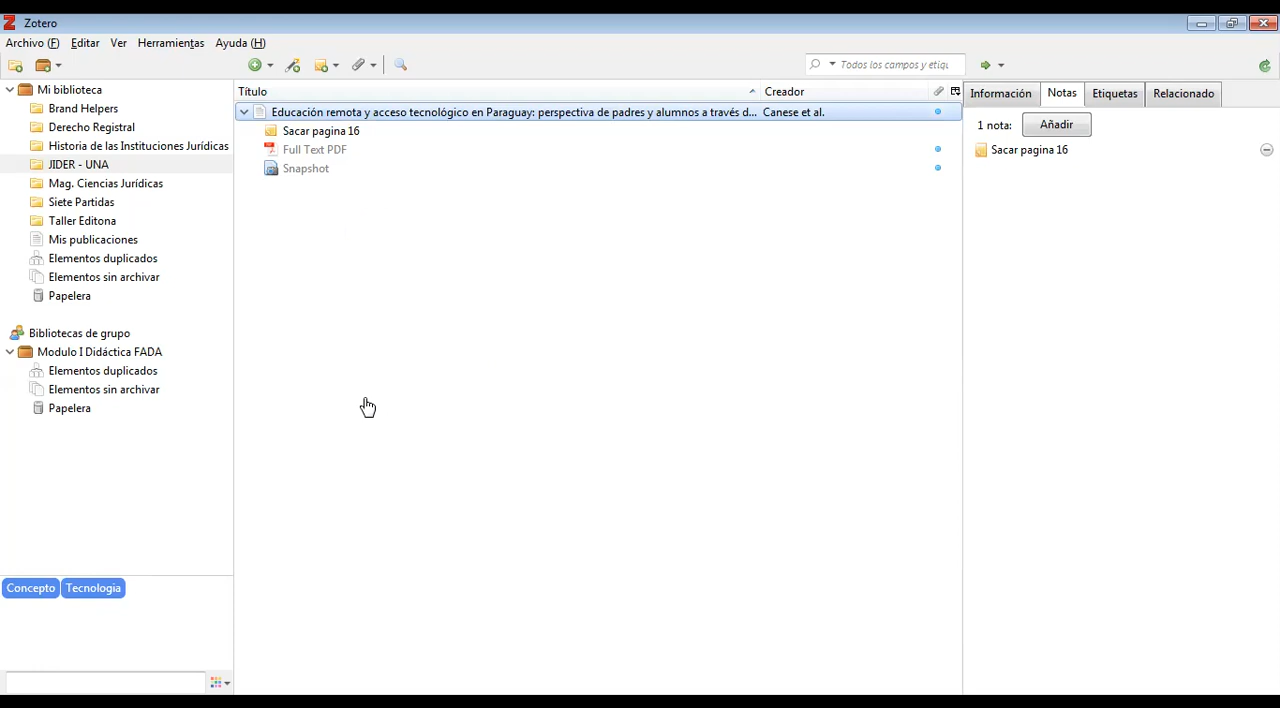 Zotero
Archivo (F) Editar Ver Herramientas Ayuda (H)
Todos los campos y etiqu
Mi biblioteca
Brand Helpers
Derecho Registral
Historia de las Instituciones Jurídicas
JIDER - UNA
Mag. Ciencias Jurídicas
Siete Partidas
Taller Editona
Mis publicaciones
Elementos duplicados
Elementos sin archivar
Papelera
Bibliotecas de grupo
Modulo I Didáctica FADA
Elementos duplicados
Elementos sin archivar
Papelera
Concepto Tecnologia
Título Creador
Educación remota y acceso tecnológico en Paraguay: perspectiva de padres y alumnos a través d... Canese et al.
Sacar pagina 16
Full Text PDF
Snapshot
Información Notas Etiquetas Relacionado
1 nota: Añadir
Sacar pagina 16